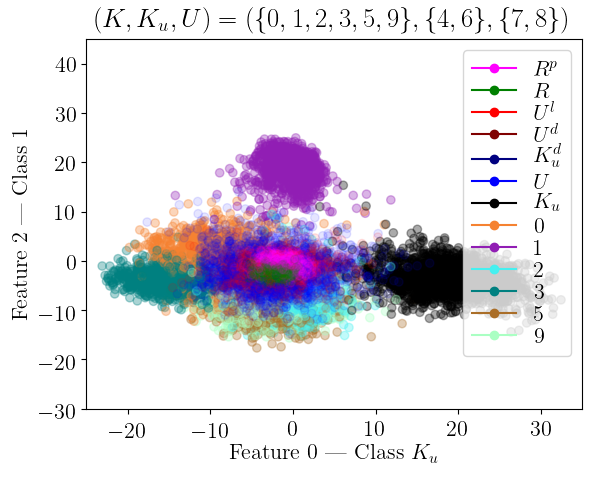 (K, K_u, U) = ({0, 1, 2, 3, 5, 9}, {4, 6}, {7, 8})
Feature 2 — Class 1
40
30
20
10
0
−10
−20
−30
−20
−10
0
10
20
30
Feature 0 — Class K_u
R^p
R
U^l
U^d
K_u^d
U
K_u
0
1
2
3
5
9